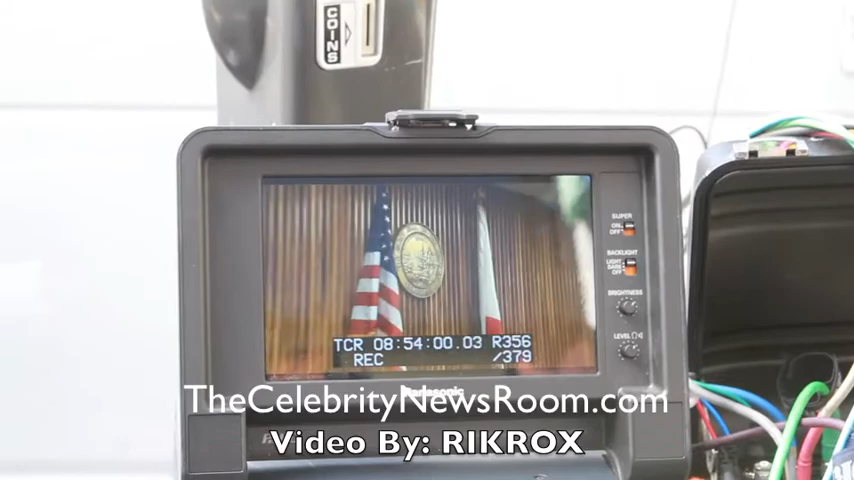 COINS
SUPER
ON
OFF
BACKLIGHT
LIGHT
DARK
OFF
BRIGHTNESS
LEVEL
TCR 08:54:00.03 R356
REC /379
Panasonic
TheCelebrityNewsRoom.com
Video By: RIKROX